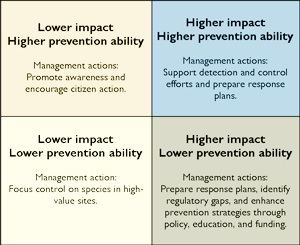 Lower impact
Higher prevention ability
Management actions:
Promote awareness and
encourage citizen action.
Higher impact
Higher prevention ability
Management actions:
Support detection and control
efforts and prepare response
plans.
Lower impact
Lower prevention ability
Management action:
Focus control on species in high-
value sites.
Higher impact
Lower prevention ability
Management actions:
Prepare response plans, identify
regulatory gaps, and enhance
prevention strategies through
policy, education, and funding.